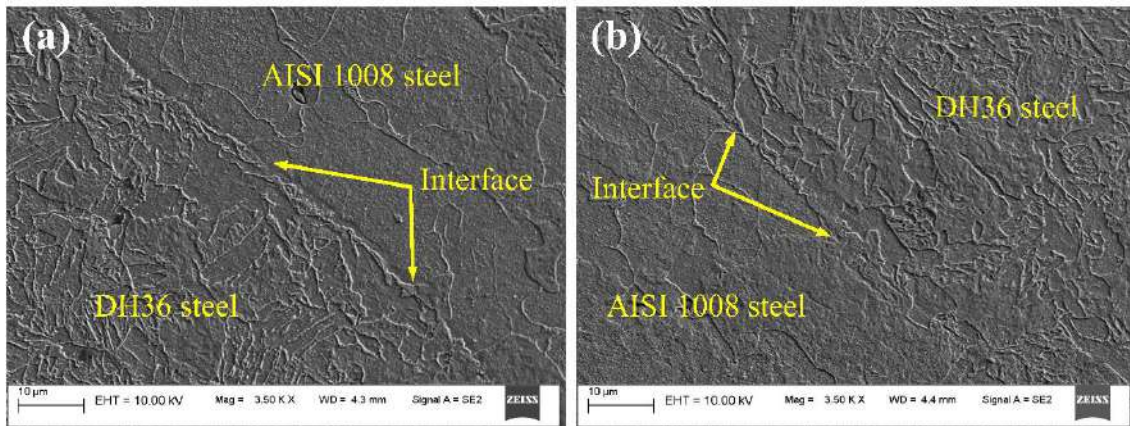 (a)
AISI 1008 steel
Interface
DH36 steel
10 µm
EHT = 10.00 kV Mag = 3.50 K X WD = 4.3 mm Signal A = SE2 ZEISS
(b)
DH36 steel
Interface
AISI 1008 steel
10 µm
EHT = 10.00 kV Mag = 3.50 K X WD = 4.4 mm Signal A = SE2 ZEISS